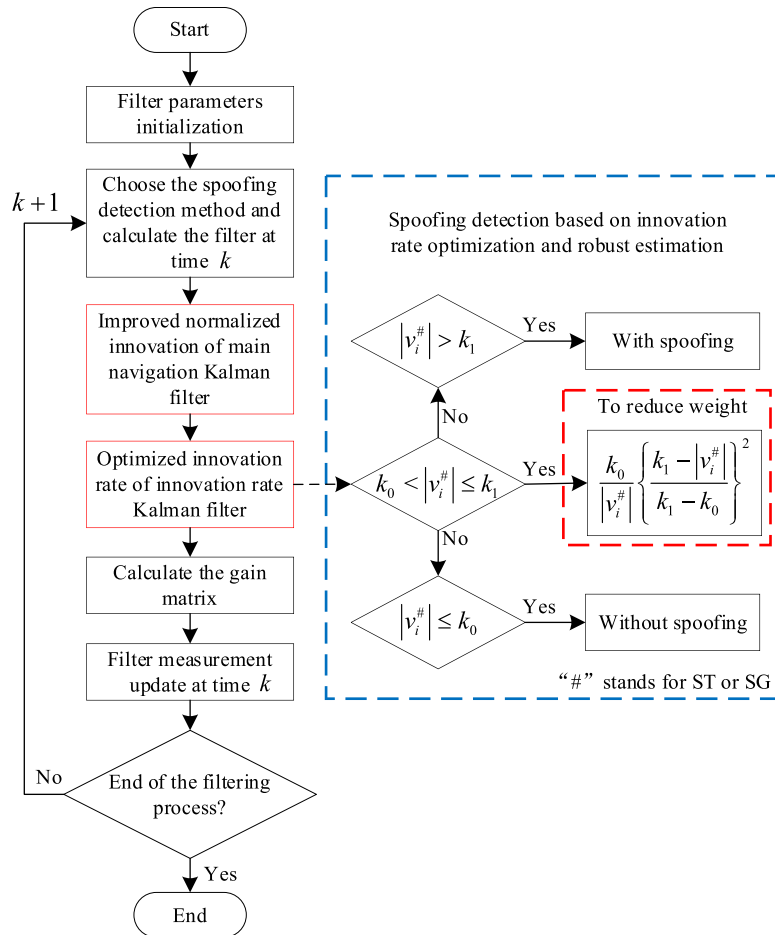 Start
Filter parameters
initialization
k+1
Choose the spoofing
detection method and
calculate the filter at
time k
Improved normalized
innovation of main
navigation Kalman
filter
Optimized innovation
rate of innovation rate
Kalman filter
Calculate the gain
matrix
Filter measurement
update at time k
No
End of the filtering
process?
Yes
End
Spoofing detection based on innovation
rate optimization and robust estimation
|v_i^#| > k_1
Yes
With spoofing
No
To reduce weight
k_0 < |v_i^#| ≤ k_1
Yes
k_0/|v_i^#| {(k_1 − |v_i^#|)/(k_1 − k_0)}^2
No
|v_i^#| ≤ k_0
Yes
Without spoofing
“#” stands for ST or SG